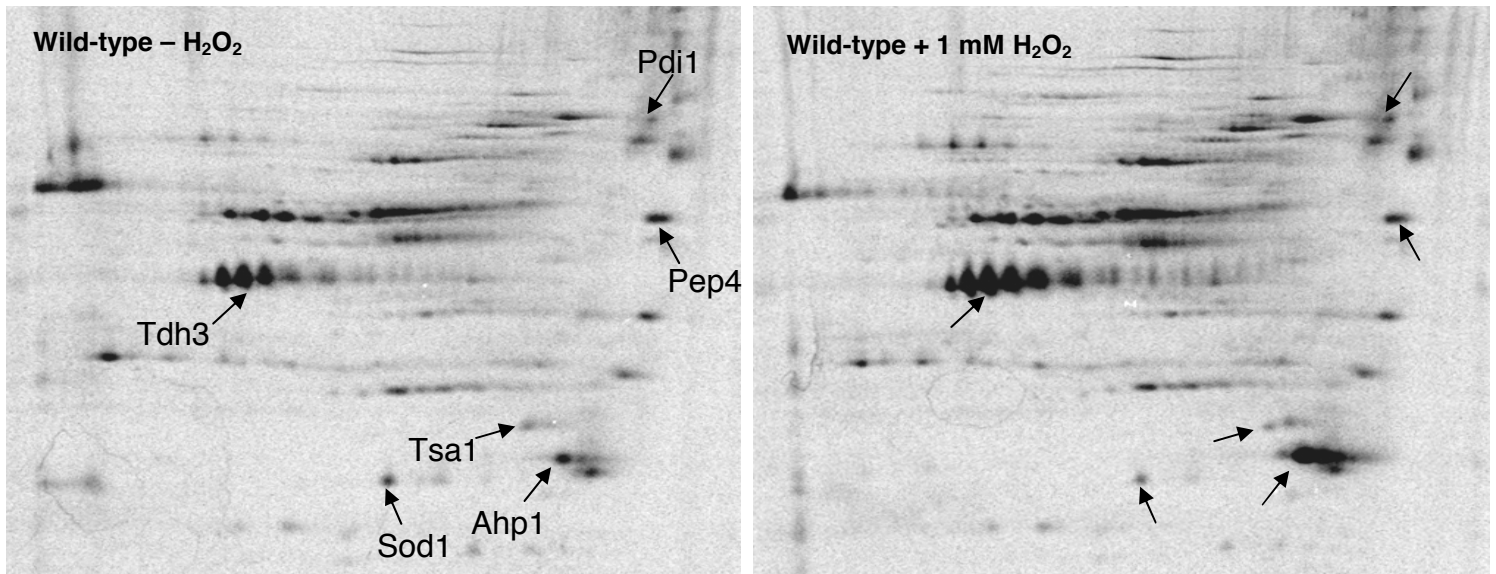 Wild-type – H₂O₂
Wild-type + 1 mM H₂O₂
Pdi1
Pep4
Tdh3
Tsa1
Ahp1
Sod1